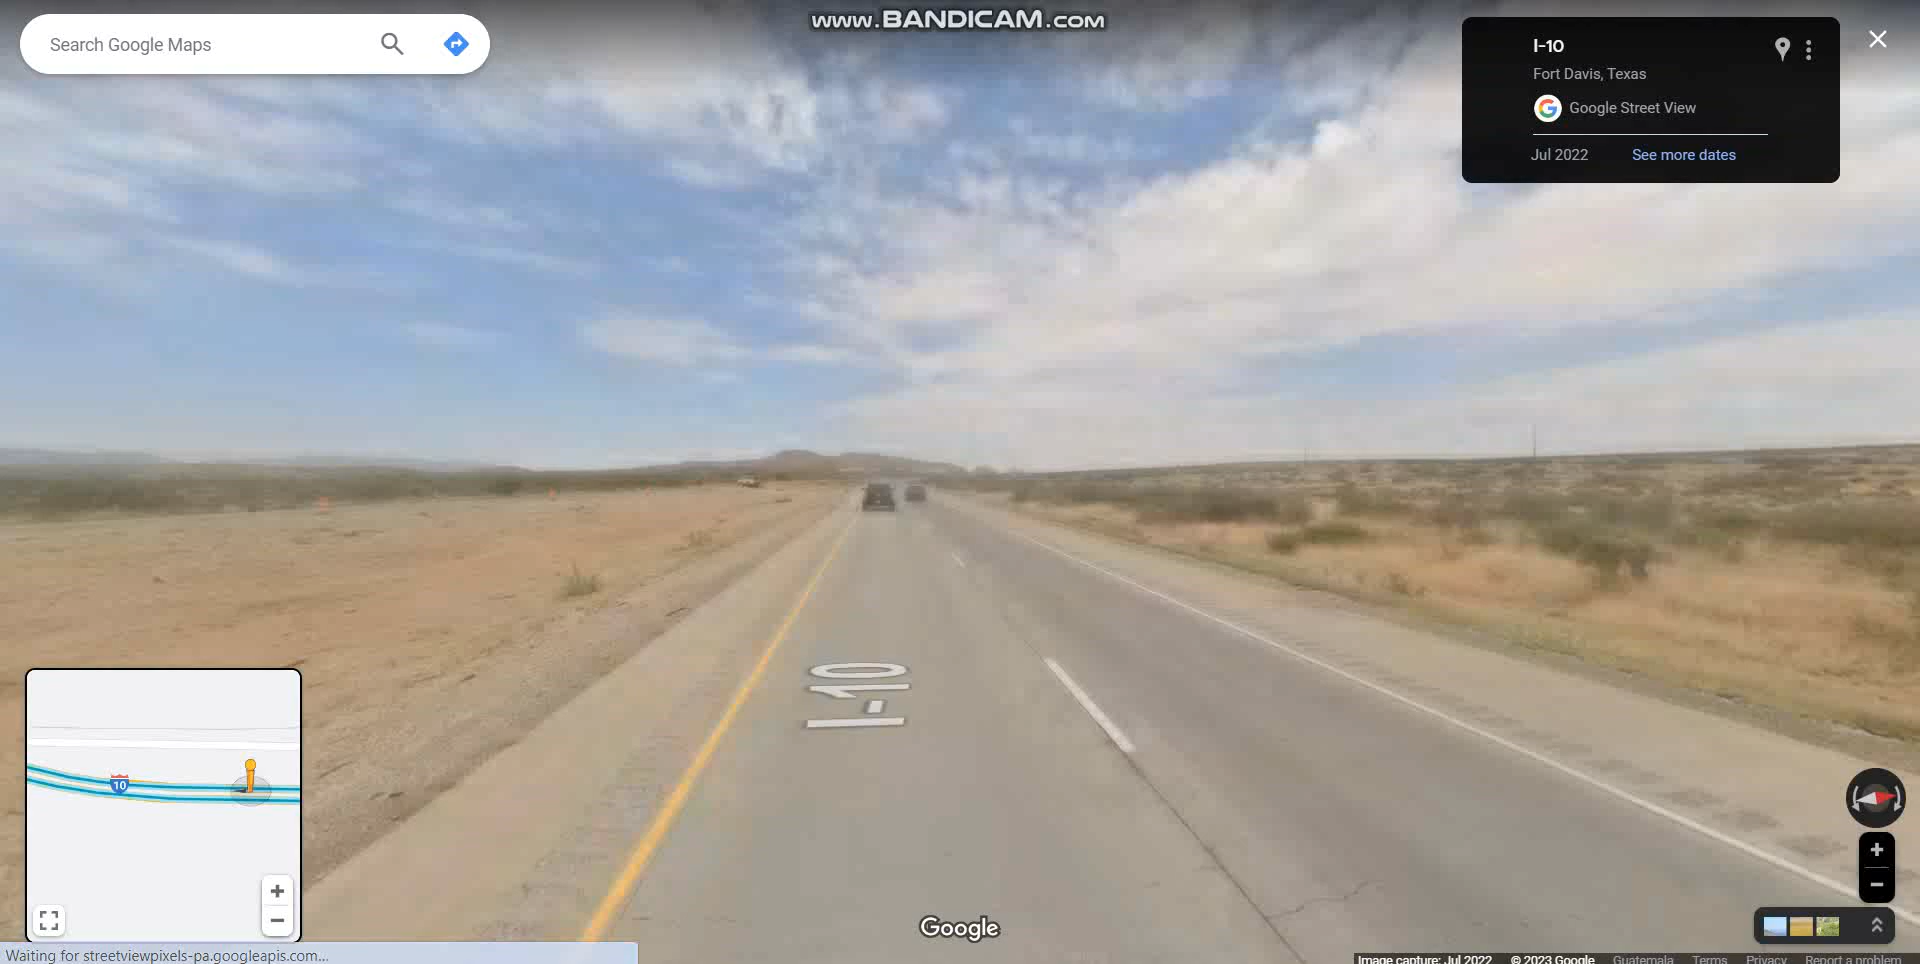 www.BANDICAM.com
Search Google Maps
I-10
Fort Davis, Texas
Google Street View
Jul 2022
See more dates
I-10
10
Google
Waiting for streetviewpixels-pa.googleapis.com...
Image capture: Jul 2022 © 2023 Google Guatemala Terms Privacy Report a problem